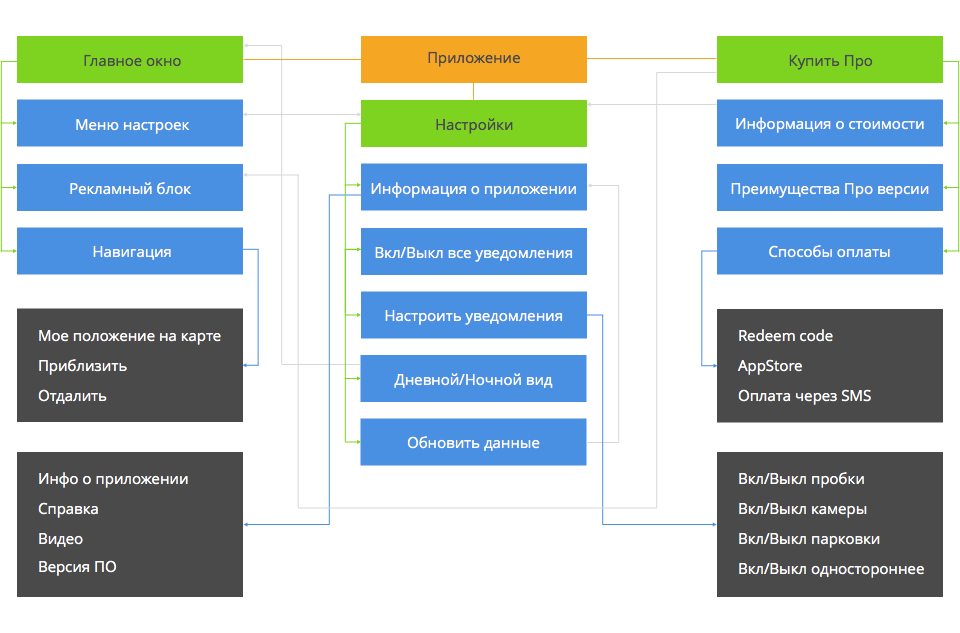 Главное окно
Приложение
Купить Про
Меню настроек
Настройки
Информация о стоимости
Рекламный блок
Информация о приложении
Преимущества Про версии
Навигация
Вкл/Выкл все уведомления
Способы оплаты
Настроить уведомления
Дневной/Ночной вид
Обновить данные
Мое положение на карте
Приблизить
Отдалить
Redeem code
AppStore
Оплата через SMS
Инфо о приложении
Справка
Видео
Версия ПО
Вкл/Выкл пробки
Вкл/Выкл камеры
Вкл/Выкл парковки
Вкл/Выкл одностороннее